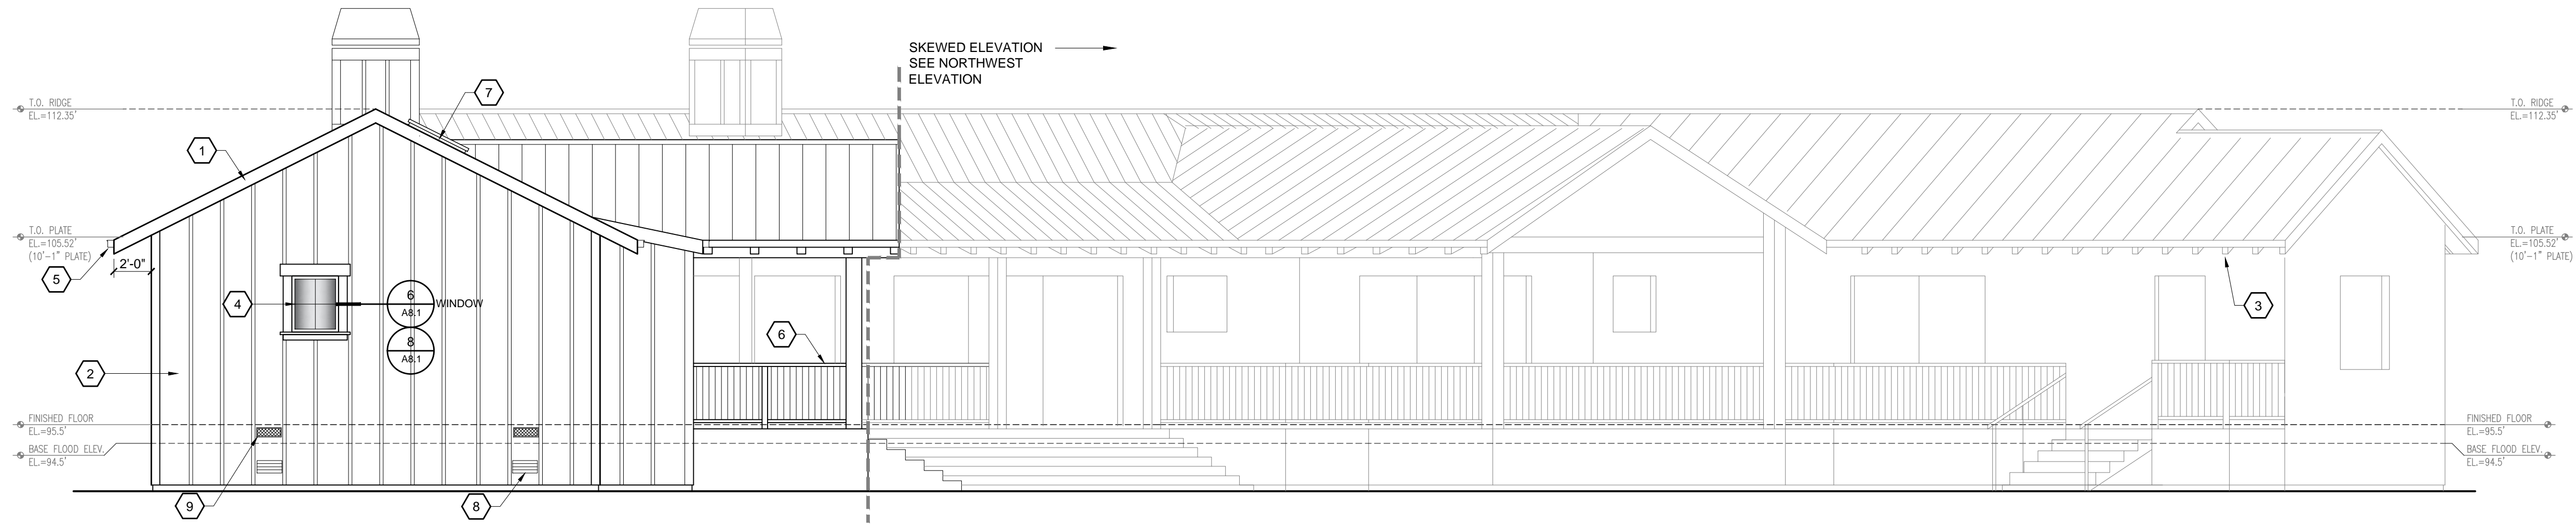 SKEWED ELEVATION
SEE NORTHWEST
ELEVATION
7
T.O. RIDGE
EL.=112.35'
T.O. RIDGE
EL.=112.35'
1
T.O. PLATE
EL.=105.52'
(10'-1" PLATE)
2'-0"
5
T.O. PLATE
EL.=105.52'
(10'-1" PLATE)
4
6
A8.1
WINDOW
8
A8.1
6
3
2
FINISHED FLOOR
EL.=95.5'
BASE FLOOD ELEV.
EL.=94.5'
FINISHED FLOOR
EL.=95.5'
BASE FLOOD ELEV.
EL.=94.5'
9
8